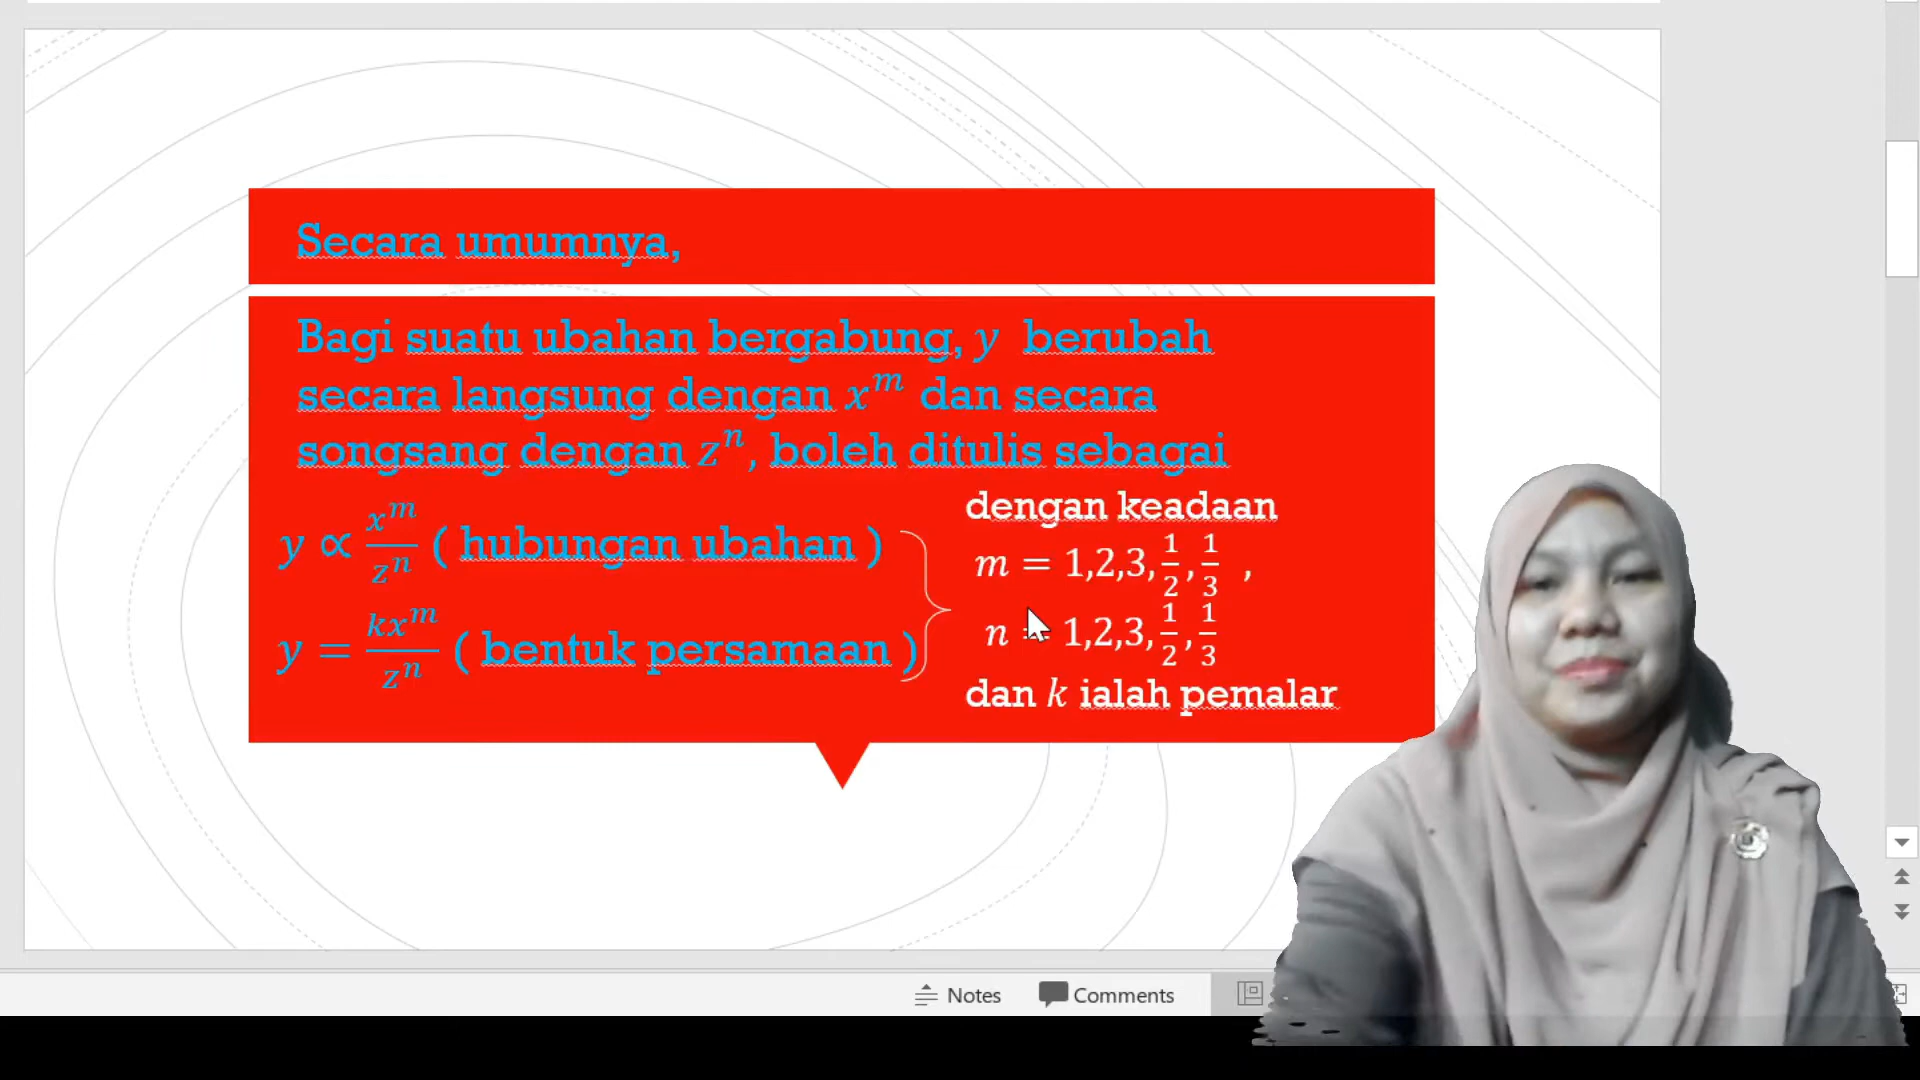 Secara umumnya,
Bagi suatu ubahan bergabung, y berubah
secara langsung dengan x^m dan secara
songsang dengan z^n, boleh ditulis sebagai
y ∝ x^m/z^n ( hubungan ubahan )
y = kx^m/z^n ( bentuk persamaan )
dengan keadaan
m = 1,2,3,1/2,1/3 ,
n = 1,2,3,1/2,1/3
dan k ialah pemalar
Notes
Comments